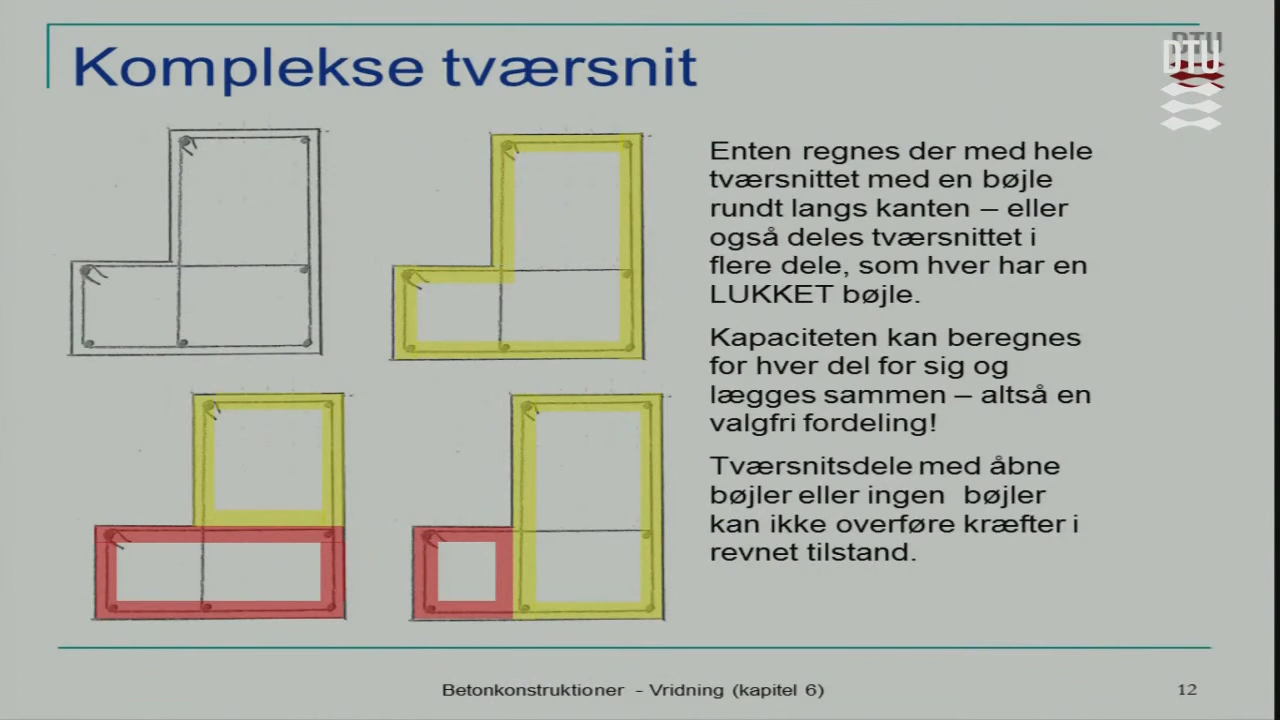 Komplekse tværsnit
DTU
DTU
Enten regnes der med hele
tværsnittet med en bøjle
rundt langs kanten – eller
også deles tværsnittet i
flere dele, som hver har en
LUKKET bøjle.
Kapaciteten kan beregnes
for hver del for sig og
lægges sammen – altså en
valgfri fordeling!
Tværsnitsdele med åbne
bøjler eller ingen bøjler
kan ikke overføre kræfter i
revnet tilstand.
Betonkonstruktioner - Vridning (kapitel 6)
12